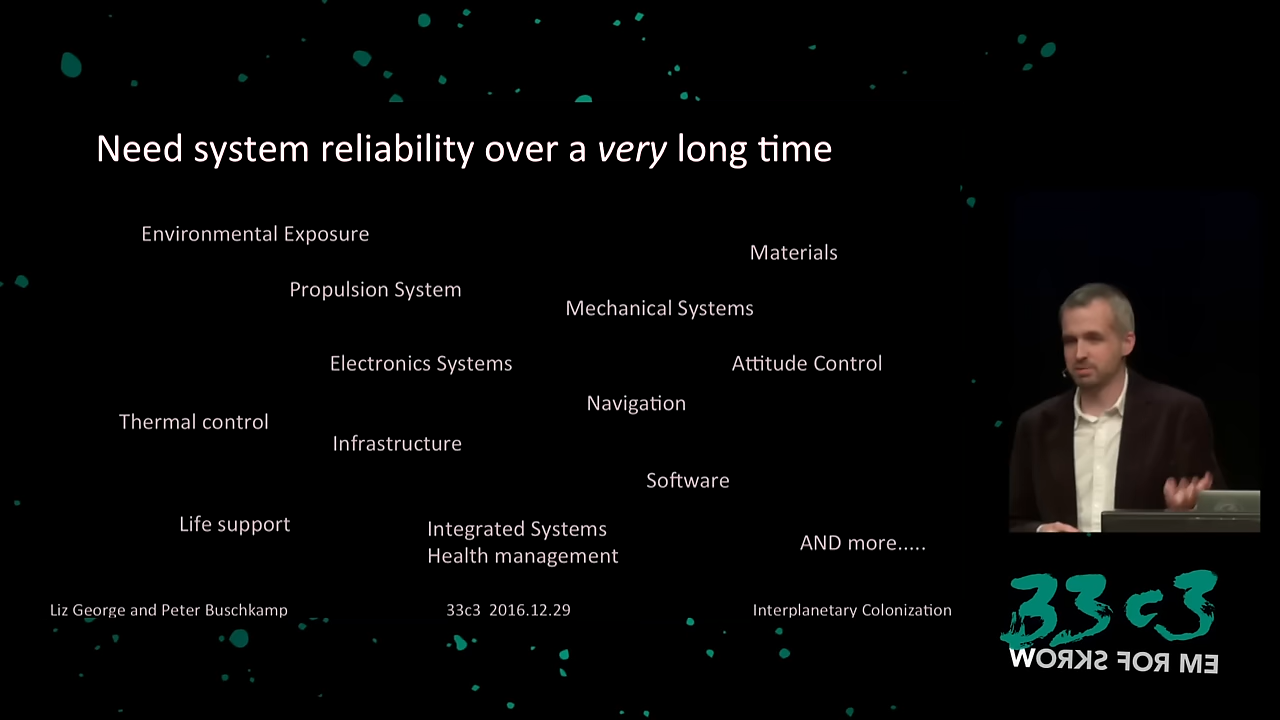 Need system reliability over a very long time
Environmental Exposure
Materials
Propulsion System
Mechanical Systems
Electronics Systems
Attitude Control
Navigation
Thermal control
Infrastructure
Software
Life support
Integrated Systems
Health management
AND more.....
Liz George and Peter Buschkamp
33c3 2016.12.29
Interplanetary Colonization
33c3
WORKS FOR ME